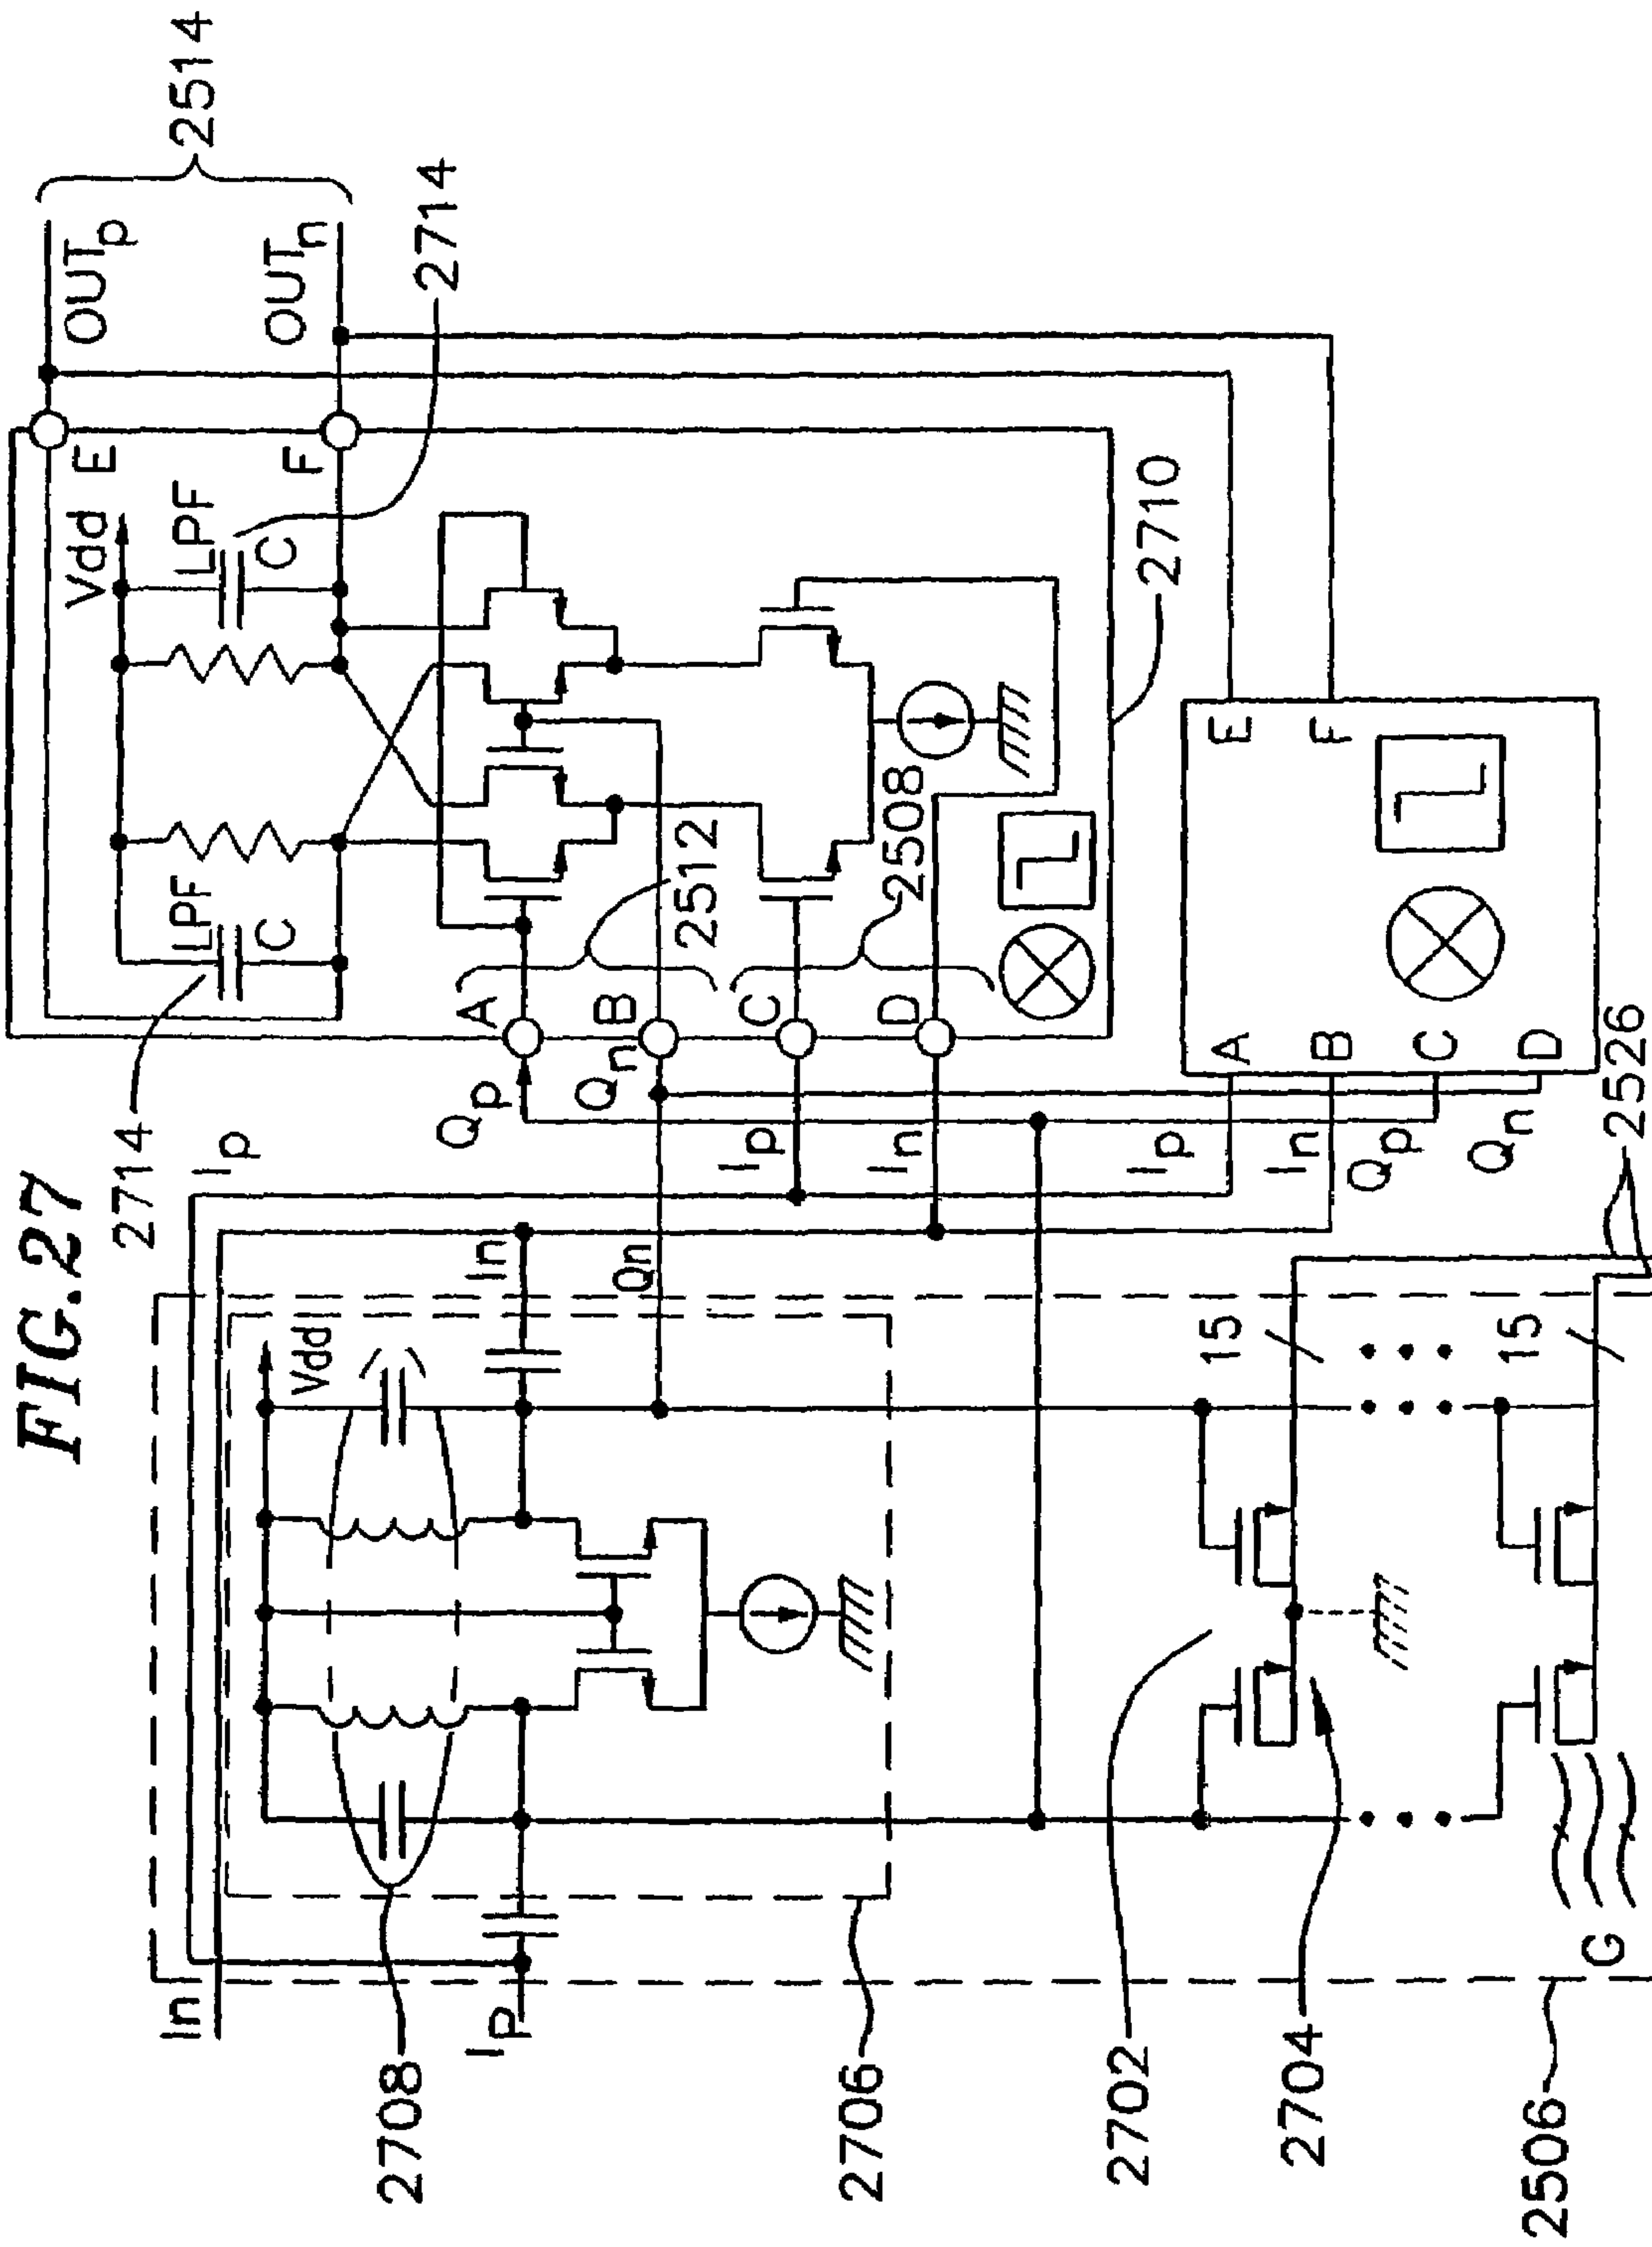 FIG.27
2514
OUTp
OUTn
2714
E
F
Vdd
LPF
C
LPF
C
2714
Ip
A
Qp
B
Qn
2512
C
Ip
2508
D
In
2710
E
F
A
B
C
D
Ip
In
Qp
Qn
2526
In
Qn
Vdd
15
15
In
Ip
2708
2706
2702
2704
G
2506